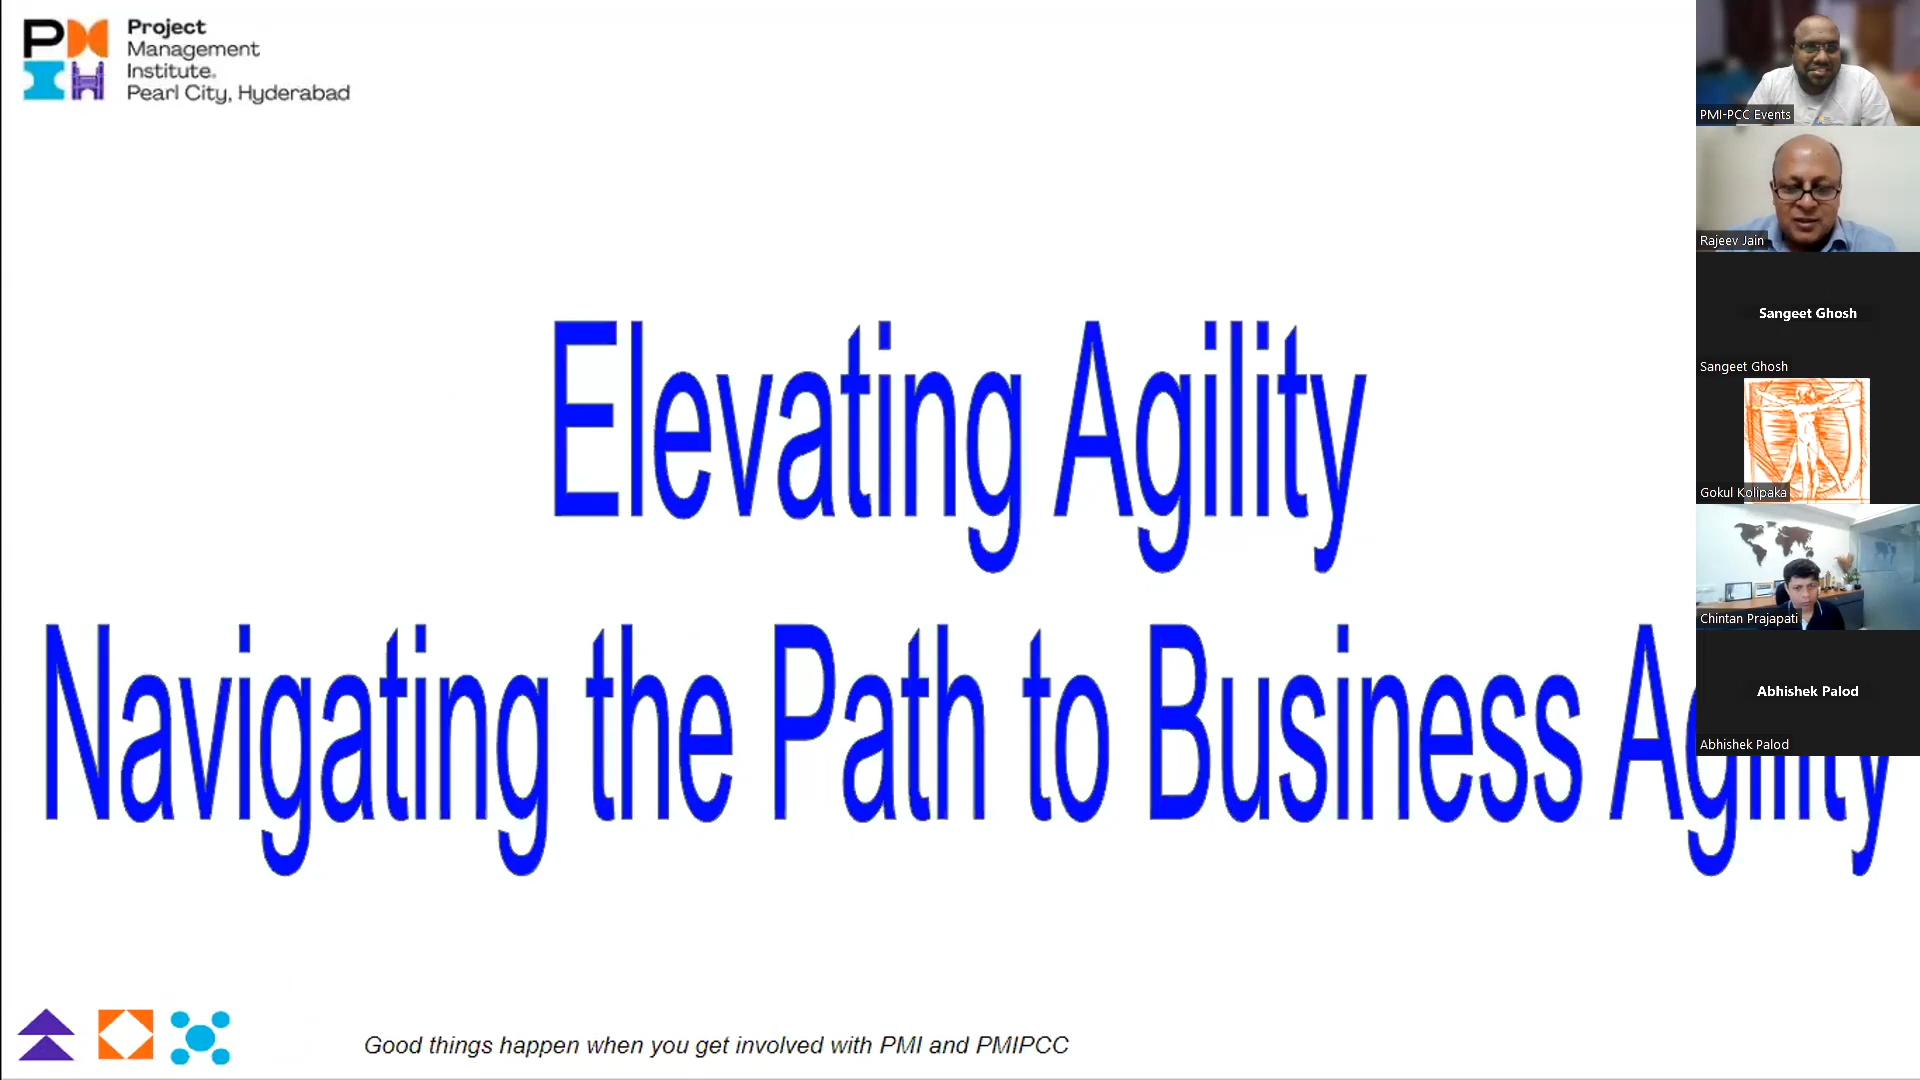 Project
Management
Institute.
Pearl City, Hyderabad
Elevating Agility
Navigating the Path to Business Agility
Good things happen when you get involved with PMI and PMIPCC
PMI-PCC Events
Rajeev Jain
Sangeet Ghosh
Sangeet Ghosh
Gokul Kolipaka
Chintan Prajapati
Abhishek Palod
Abhishek Palod